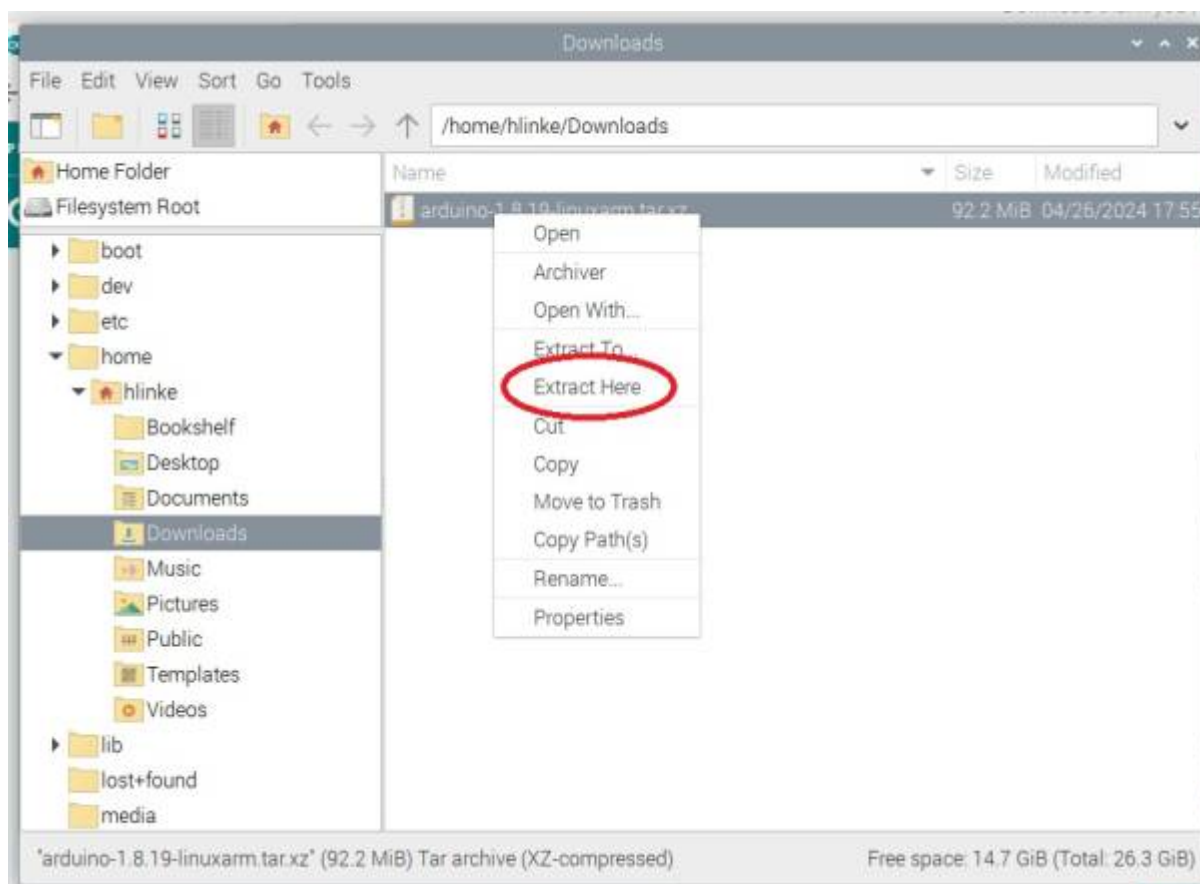 Downloads
File Edit View Sort Go Tools
/home/hlinke/Downloads
Home Folder
Filesystem Root
boot
dev
etc
home
hlinke
Bookshelf
Desktop
Documents
Downloads
Music
Pictures
Public
Templates
Videos
lib
lost+found
media
Name Size Modified
arduino-1.8.19-linuxarm.tar.xz 92.2 MiB 04/26/2024 17:55
Open
Archiver
Open With...
Extract To...
Extract Here
Cut
Copy
Move to Trash
Copy Path(s)
Rename...
Properties
"arduino-1.8.19-linuxarm.tar.xz" (92.2 MiB) Tar archive (XZ-compressed) Free space: 14.7 GiB (Total: 26.3 GiB)